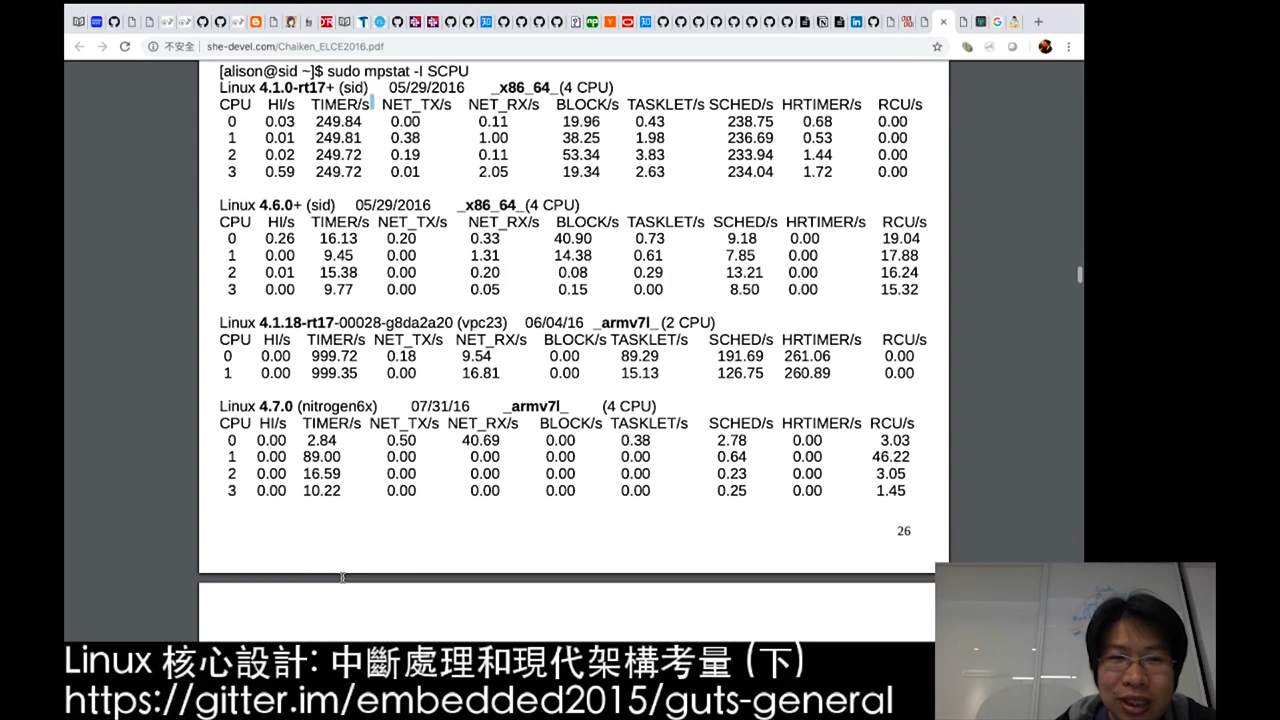 不安全 she-devel.com/Chaiken_ELCE2016.pdf
[alison@sid ~]$ sudo mpstat -I SCPU
Linux 4.1.0-rt17+ (sid) 05/29/2016 _x86_64_(4 CPU)
CPU HI/s TIMER/s NET_TX/s NET_RX/s BLOCK/s TASKLET/s SCHED/s HRTIMER/s RCU/s
0 0.03 249.84 0.00 0.11 19.96 0.43 238.75 0.68 0.00
1 0.01 249.81 0.38 1.00 38.25 1.98 236.69 0.53 0.00
2 0.02 249.72 0.19 0.11 53.34 3.83 233.94 1.44 0.00
3 0.59 249.72 0.01 2.05 19.34 2.63 234.04 1.72 0.00
Linux 4.6.0+ (sid) 05/29/2016 _x86_64_(4 CPU)
CPU HI/s TIMER/s NET_TX/s NET_RX/s BLOCK/s TASKLET/s SCHED/s HRTIMER/s RCU/s
0 0.26 16.13 0.20 0.33 40.90 0.73 9.18 0.00 19.04
1 0.00 9.45 0.00 1.31 14.38 0.61 7.85 0.00 17.88
2 0.01 15.38 0.00 0.20 0.08 0.29 13.21 0.00 16.24
3 0.00 9.77 0.00 0.05 0.15 0.00 8.50 0.00 15.32
Linux 4.1.18-rt17-00028-g8da2a20 (vpc23) 06/04/16 _armv7l_ (2 CPU)
CPU HI/s TIMER/s NET_TX/s NET_RX/s BLOCK/s TASKLET/s SCHED/s HRTIMER/s RCU/s
0 0.00 999.72 0.18 9.54 0.00 89.29 191.69 261.06 0.00
1 0.00 999.35 0.00 16.81 0.00 15.13 126.75 260.89 0.00
Linux 4.7.0 (nitrogen6x) 07/31/16 _armv7l_ (4 CPU)
CPU HI/s TIMER/s NET_TX/s NET_RX/s BLOCK/s TASKLET/s SCHED/s HRTIMER/s RCU/s
0 0.00 2.84 0.50 40.69 0.00 0.38 2.78 0.00 3.03
1 0.00 89.00 0.00 0.00 0.00 0.00 0.64 0.00 46.22
2 0.00 16.59 0.00 0.00 0.00 0.00 0.23 0.00 3.05
3 0.00 10.22 0.00 0.00 0.00 0.00 0.25 0.00 1.45
26
Linux 核心設計: 中斷處理和現代架構考量 (下)
https://gitter.im/embedded2015/guts-general